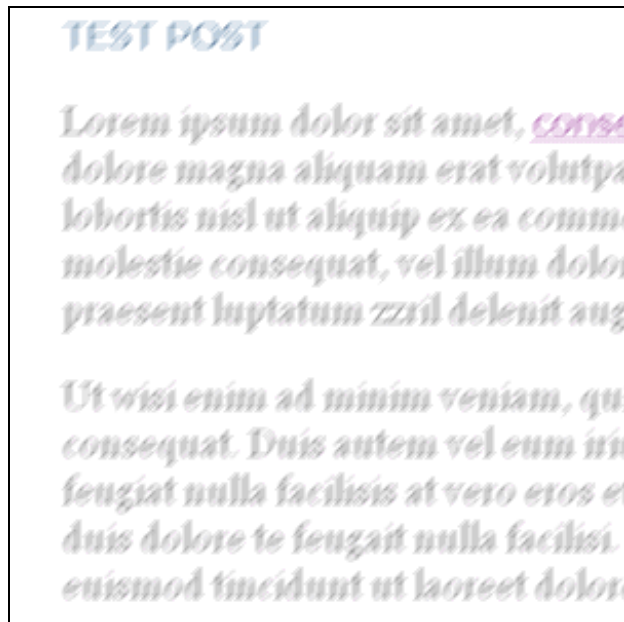 TEST POST
Lorem ipsum dolor sit amet, conse
dolore magna aliquam erat volutpa
lobortis nisl ut aliquip ex ea comm
molestie consequat, vel illum dolor
praesent luptatum zzril delenit aug
Ut wisi enim ad minim veniam, qu
consequat. Duis autem vel eum iri
feugiat nulla facilisis at vero eros et
duis dolore te feugait nulla facilisi.
euismod tincidunt ut laoreet dolor